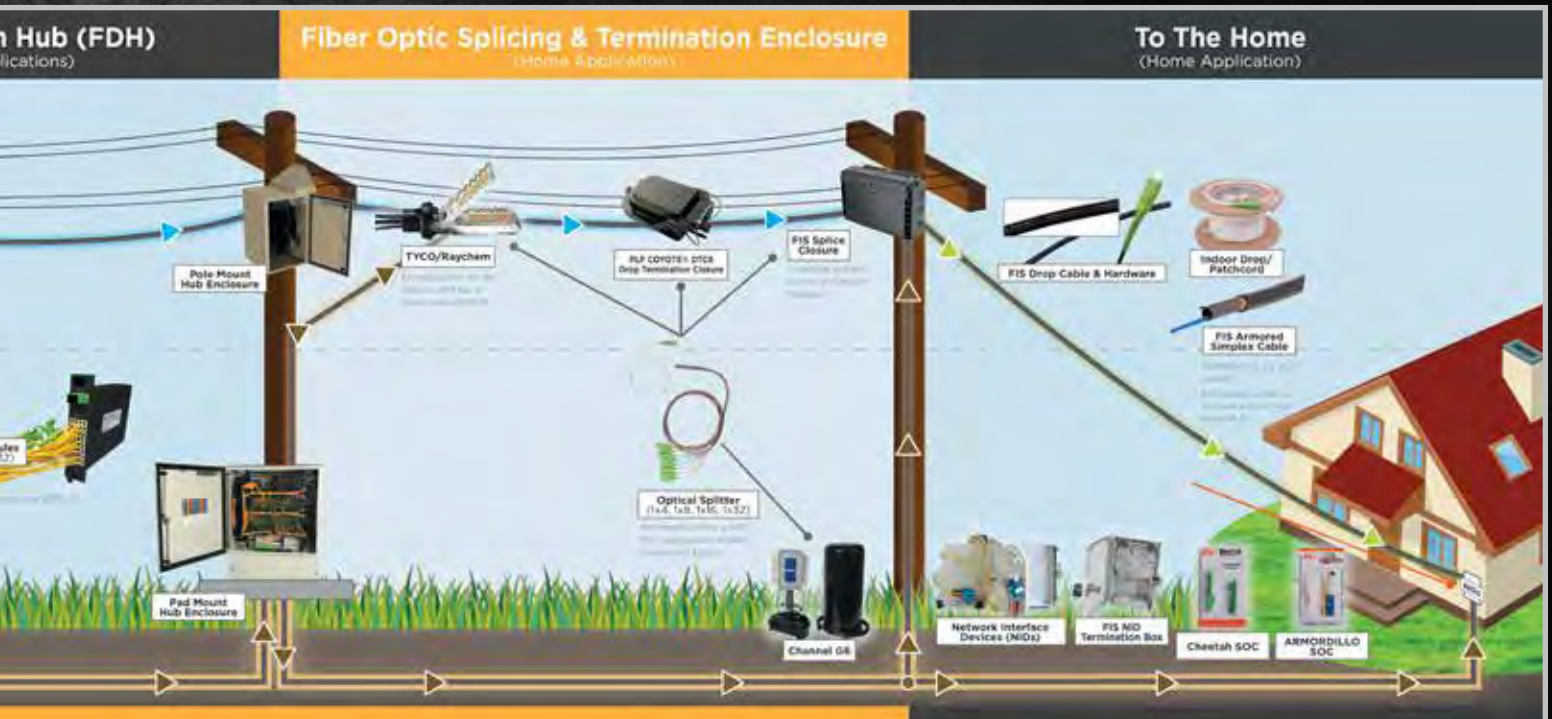 n Hub (FDH)
lications)
Fiber Optic Splicing & Termination Enclosure
(Home Application)
To The Home
(Home Application)
Pole Mount
Hub Enclosure
TYCO/Raychem
PLP COYOTE® DTC8
Drop Termination Closure
FIS Splice
Closure
FIS Drop Cable & Hardware
Indoor Drop/
Patchcord
FIS Armored
Simplex Cable
Optical Splitter
(1x4, 1x8, 1x16, 1x32)
Pad Mount
Hub Enclosure
Channel G6
Network Interface
Devices (NIDs)
FIS NID
Termination Box
Cheetah SOC
ARMORDILLO
SOC